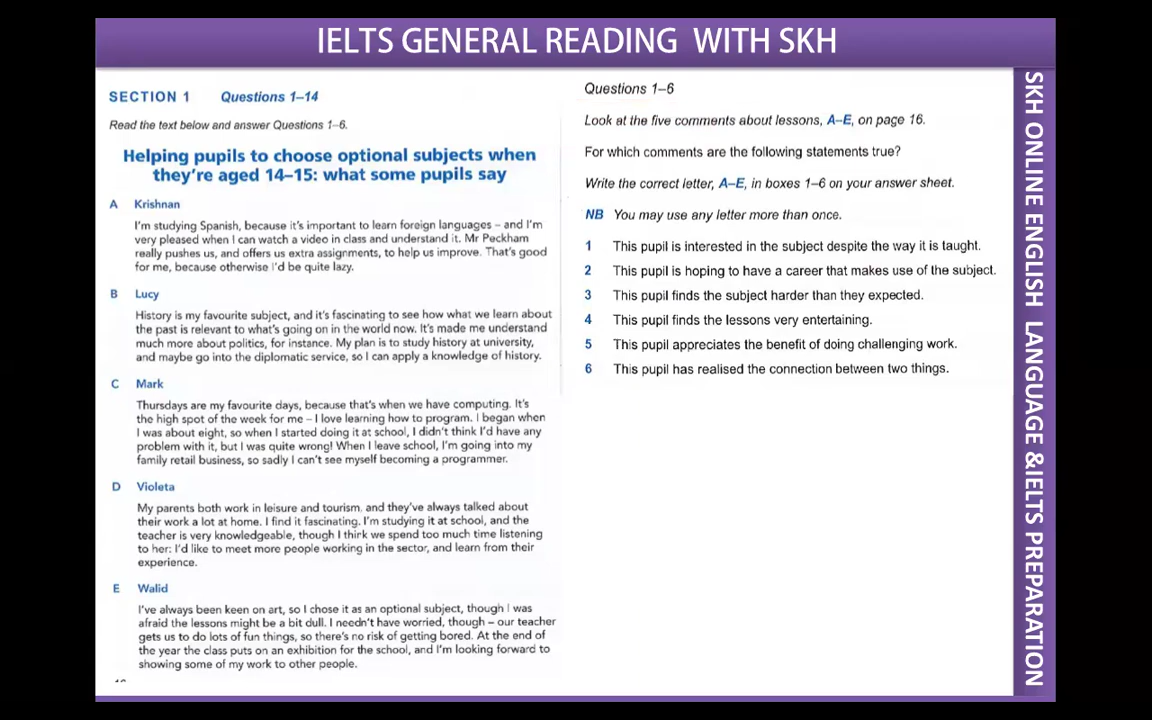 IELTS GENERAL READING WITH SKH
SECTION 1 Questions 1–14
Read the text below and answer Questions 1–6.
Helping pupils to choose optional subjects when
they're aged 14–15: what some pupils say
A Krishnan
I'm studying Spanish, because it's important to learn foreign languages – and I'm
very pleased when I can watch a video in class and understand it. Mr Peckham
really pushes us, and offers us extra assignments, to help us improve. That's good
for me, because otherwise I'd be quite lazy.
B Lucy
History is my favourite subject, and it's fascinating to see how what we learn about
the past is relevant to what's going on in the world now. It's made me understand
much more about politics, for instance. My plan is to study history at university,
and maybe go into the diplomatic service, so I can apply a knowledge of history.
C Mark
Thursdays are my favourite days, because that's when we have computing. It's
the high spot of the week for me – I love learning how to program. I began when
I was about eight, so when I started doing it at school, I didn't think I'd have any
problem with it, but I was quite wrong! When I leave school, I'm going into my
family retail business, so sadly I can't see myself becoming a programmer.
D Violeta
My parents both work in leisure and tourism, and they've always talked about
their work a lot at home. I find it fascinating. I'm studying it at school, and the
teacher is very knowledgeable, though I think we spend too much time listening
to her: I'd like to meet more people working in the sector, and learn from their
experience.
E Walid
I've always been keen on art, so I chose it as an optional subject, though I was
afraid the lessons might be a bit dull. I needn't have worried, though – our teacher
gets us to do lots of fun things, so there's no risk of getting bored. At the end of
the year the class puts on an exhibition for the school, and I'm looking forward to
showing some of my work to other people.
Questions 1–6
Look at the five comments about lessons, A–E, on page 16.
For which comments are the following statements true?
Write the correct letter, A–E, in boxes 1–6 on your answer sheet.
NB You may use any letter more than once.
1 This pupil is interested in the subject despite the way it is taught.
2 This pupil is hoping to have a career that makes use of the subject.
3 This pupil finds the subject harder than they expected.
4 This pupil finds the lessons very entertaining.
5 This pupil appreciates the benefit of doing challenging work.
6 This pupil has realised the connection between two things.
SKH ONLINE ENGLISH LANGUAGE &IELTS PREPARATION